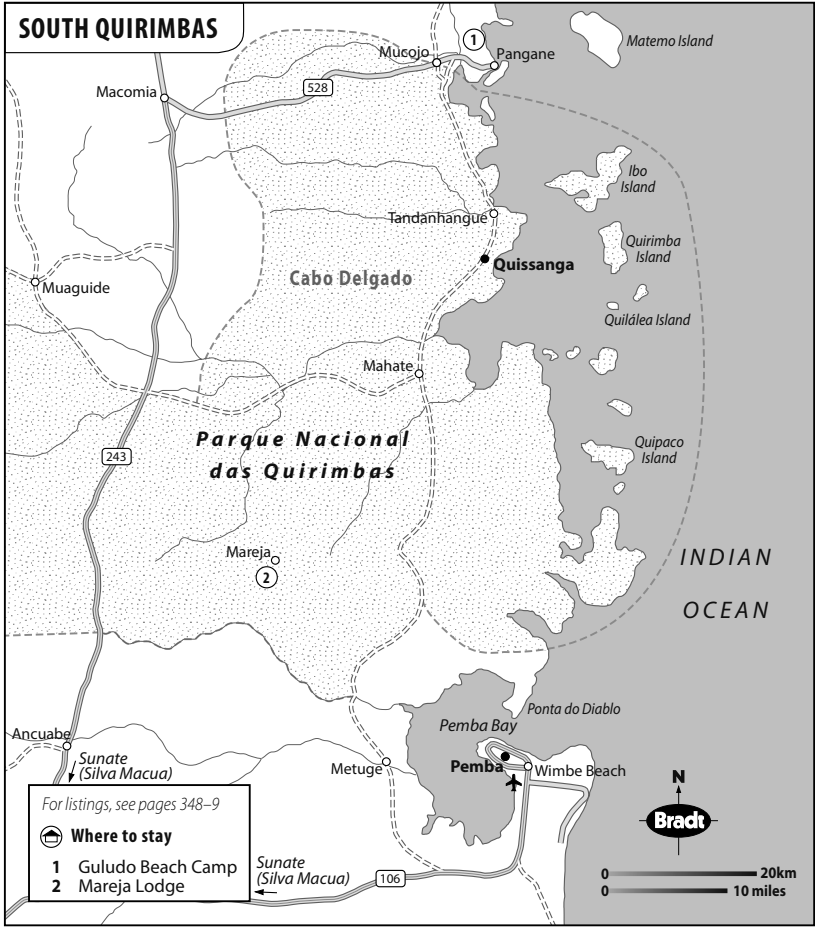 SOUTH QUIRIMBAS
1
Mucojo
Pangane
Matemo Island
Macomia
528
Ibo
Island
Tandanhangue
Quirimba
Island
Quissanga
Cabo Delgado
Muaguide
Quilálea Island
Mahate
Parque Nacional
das Quirimbas
243
Quipaco
Island
Mareja
2
INDIAN
OCEAN
Ponta do Diablo
Pemba Bay
Ancuabe
Sunate
(Silva Macua)
Metuge
Pemba
Wimbe Beach
For listings, see pages 348–9
Where to stay
1 Guludo Beach Camp
2 Mareja Lodge
Sunate
(Silva Macua)
106
N
Bradt
0 20km
0 10 miles